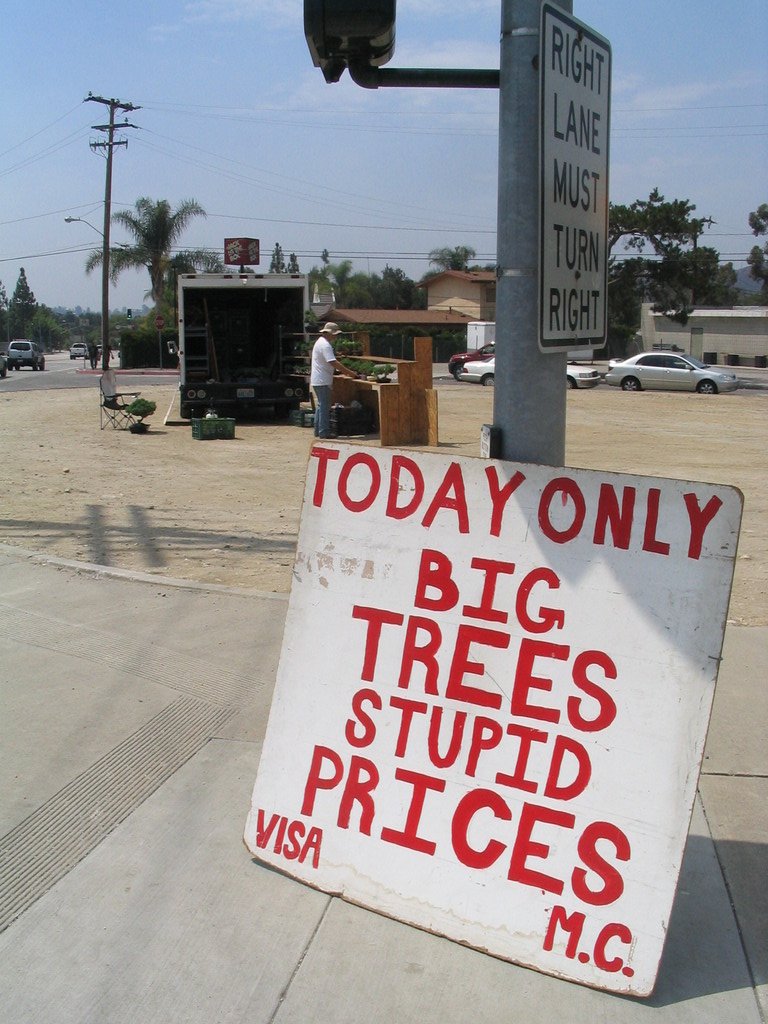 RIGHT
LANE
MUST
TURN
RIGHT
TODAY ONLY
BIG
TREES
STUPID
PRICES
VISA
M.C.